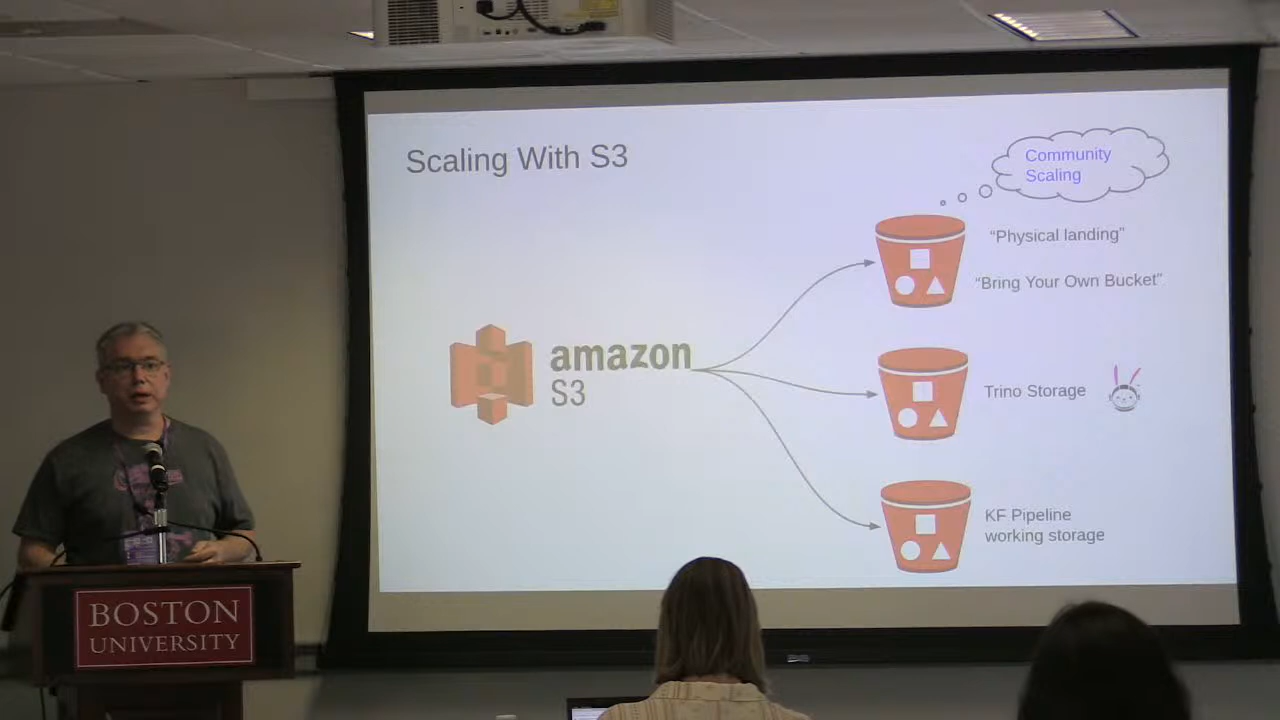 Scaling With S3
Community
Scaling
“Physical landing”
“Bring Your Own Bucket”
amazon
S3
Trino Storage
KF Pipeline
working storage
BOSTON
UNIVERSITY